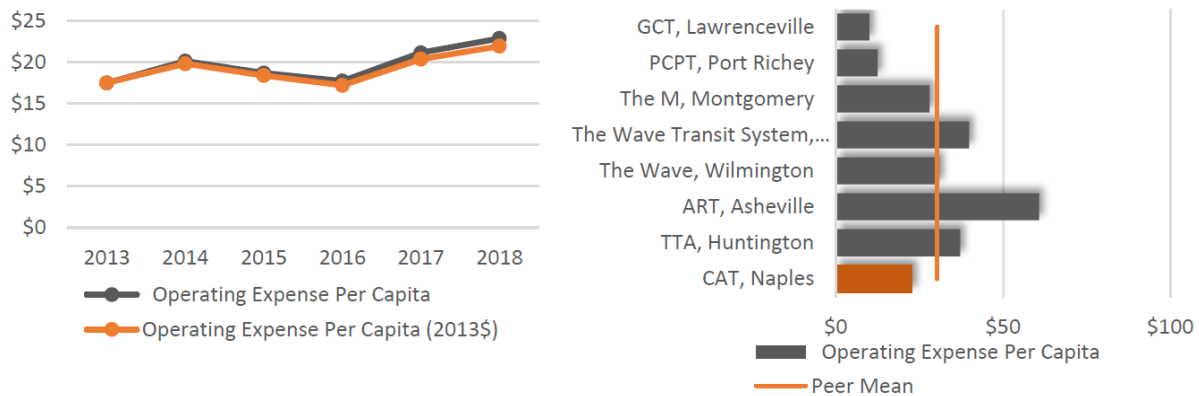 $25
$20
$15
$10
$5
$0
2013 2014 2015 2016 2017 2018
Operating Expense Per Capita
Operating Expense Per Capita (2013$)
GCT, Lawrenceville
PCPT, Port Richey
The M, Montgomery
The Wave Transit System,...
The Wave, Wilmington
ART, Asheville
TTA, Huntington
CAT, Naples
$0 $50 $100
Operating Expense Per Capita
Peer Mean